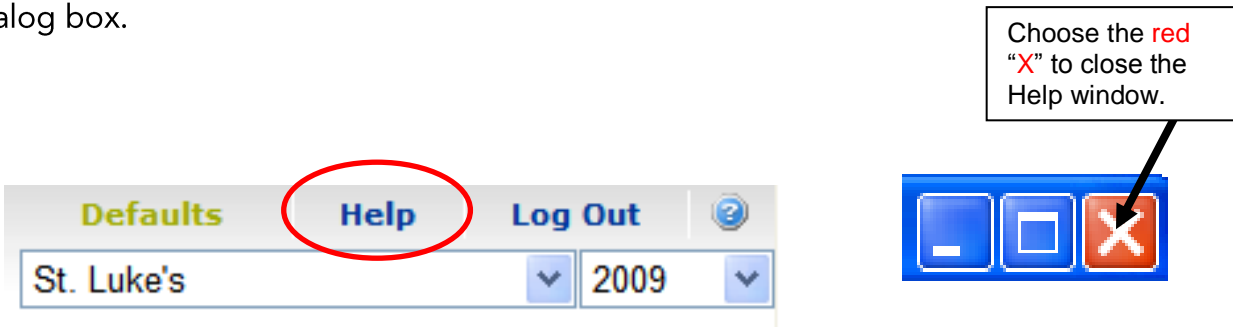 alog box.
Choose the red
“X” to close the
Help window.
Defaults Help Log Out
St. Luke's 2009